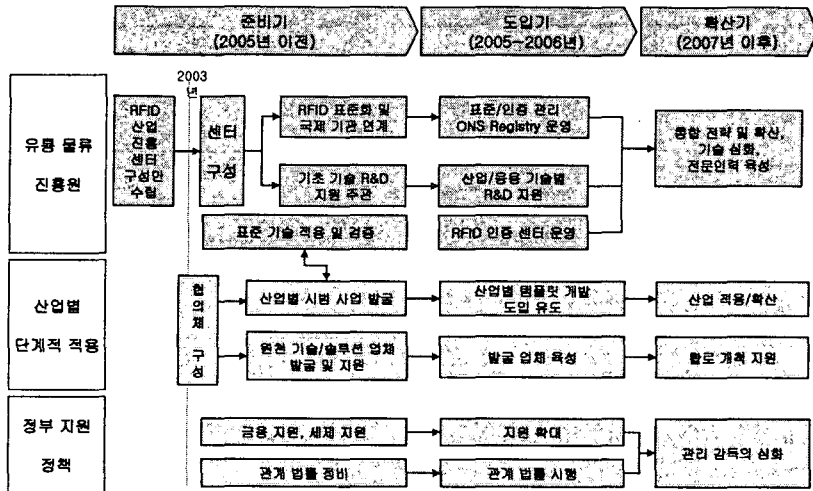 준비기
(2005년 이전)
도입기
(2005~2006년)
확산기
(2007년 이후)
2003
년
유통 물류
진흥원
RFID
산업
진흥
센터
구성안
수립
센터
구성
RFID 표준화 및
국제 기관 연계
표준/인증 관리
ONS Registry 운영
통합 전략 및 확산,
기술 심화,
전문인력 육성
기초 기술 R&D
지원 주관
산업/응용 기술별
R&D 지원
표준 기술 적용 및 검증
RFID 인증 센터 운영
산업별
단계적 적용
협의체
구성
산업별 시범 사업 발굴
산업별 템플릿 개발
도입 유도
산업 적용/확산
원천 기술/솔루션 업체
발굴 및 지원
발굴 업체 육성
판로 개척 지원
정부 지원
정책
금융 지원, 세제 지원
지원 확대
관리 감독의 심화
관계 법률 정비
관계 법률 시행